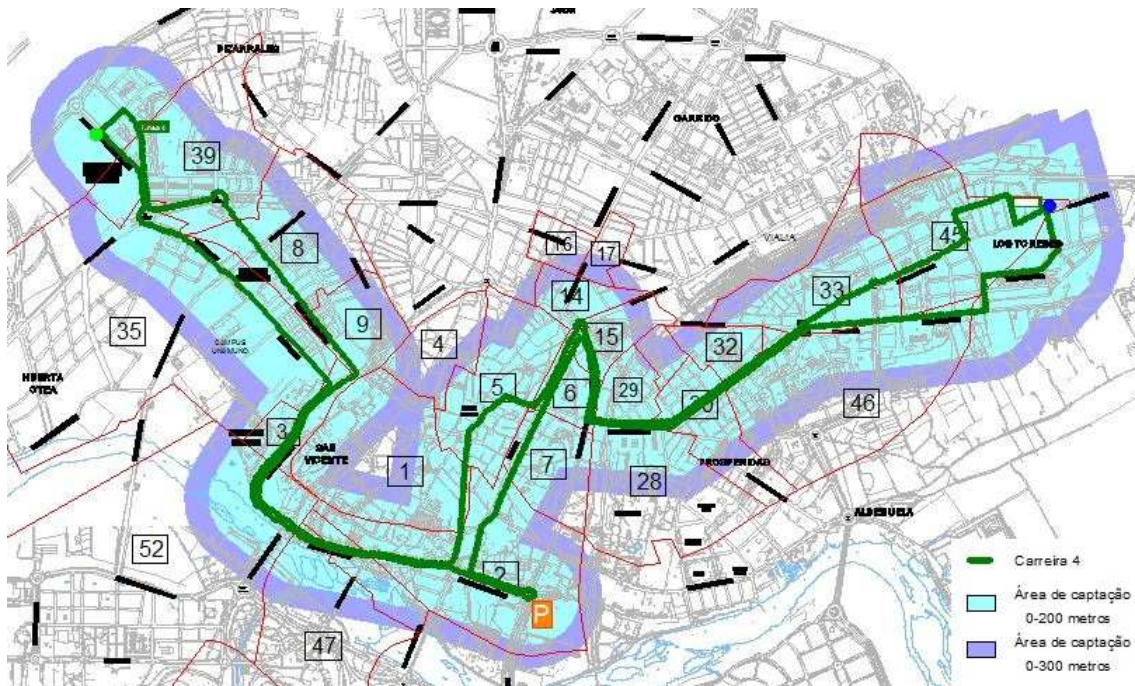 PIZARRALES
39
GARRIDO
8
16
17
VIALIA
45
LOS TORESES
14
33
35
9
4
15
32
CAMPUS
HUERTA
OTEA
5
6
29
30
46
3
SAN
VICENTE
1
7
28
PROSPERIDAD
ALDEHUELA
52
2
P
47
Carreira 4
Área de captação
0-200 metros
Área de captação
0-300 metros